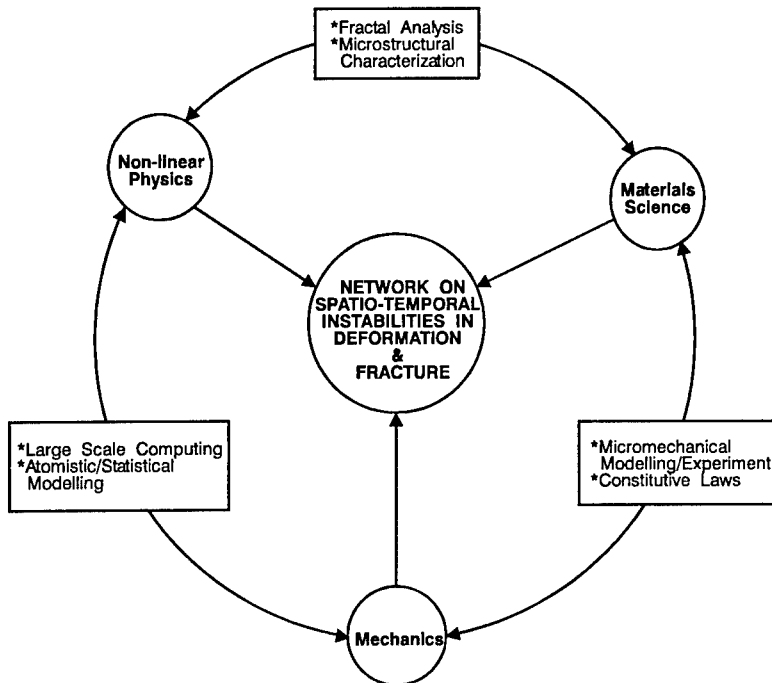 *Fractal Analysis
*Microstructural
Characterization
Non-linear
Physics
Materials
Science
NETWORK ON
SPATIO-TEMPORAL
INSTABILITIES IN
DEFORMATION
&
FRACTURE
*Large Scale Computing
*Atomistic/Statistical
Modelling
*Micromechanical
Modelling/Experiment
*Constitutive Laws
Mechanics